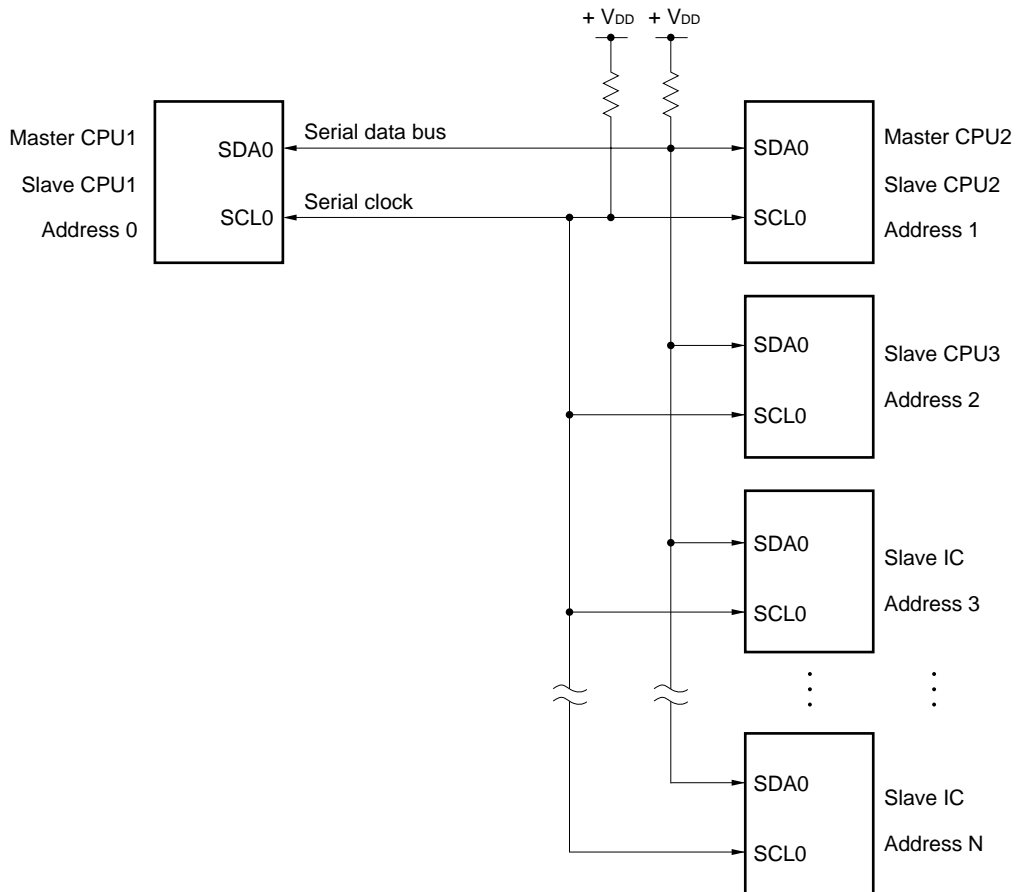 + VDD + VDD
Master CPU1
Slave CPU1
Address 0
SDA0
SCL0
Serial data bus
Serial clock
SDA0
SCL0
Master CPU2
Slave CPU2
Address 1
SDA0
SCL0
Slave CPU3
Address 2
SDA0
SCL0
Slave IC
Address 3
SDA0
SCL0
Slave IC
Address N